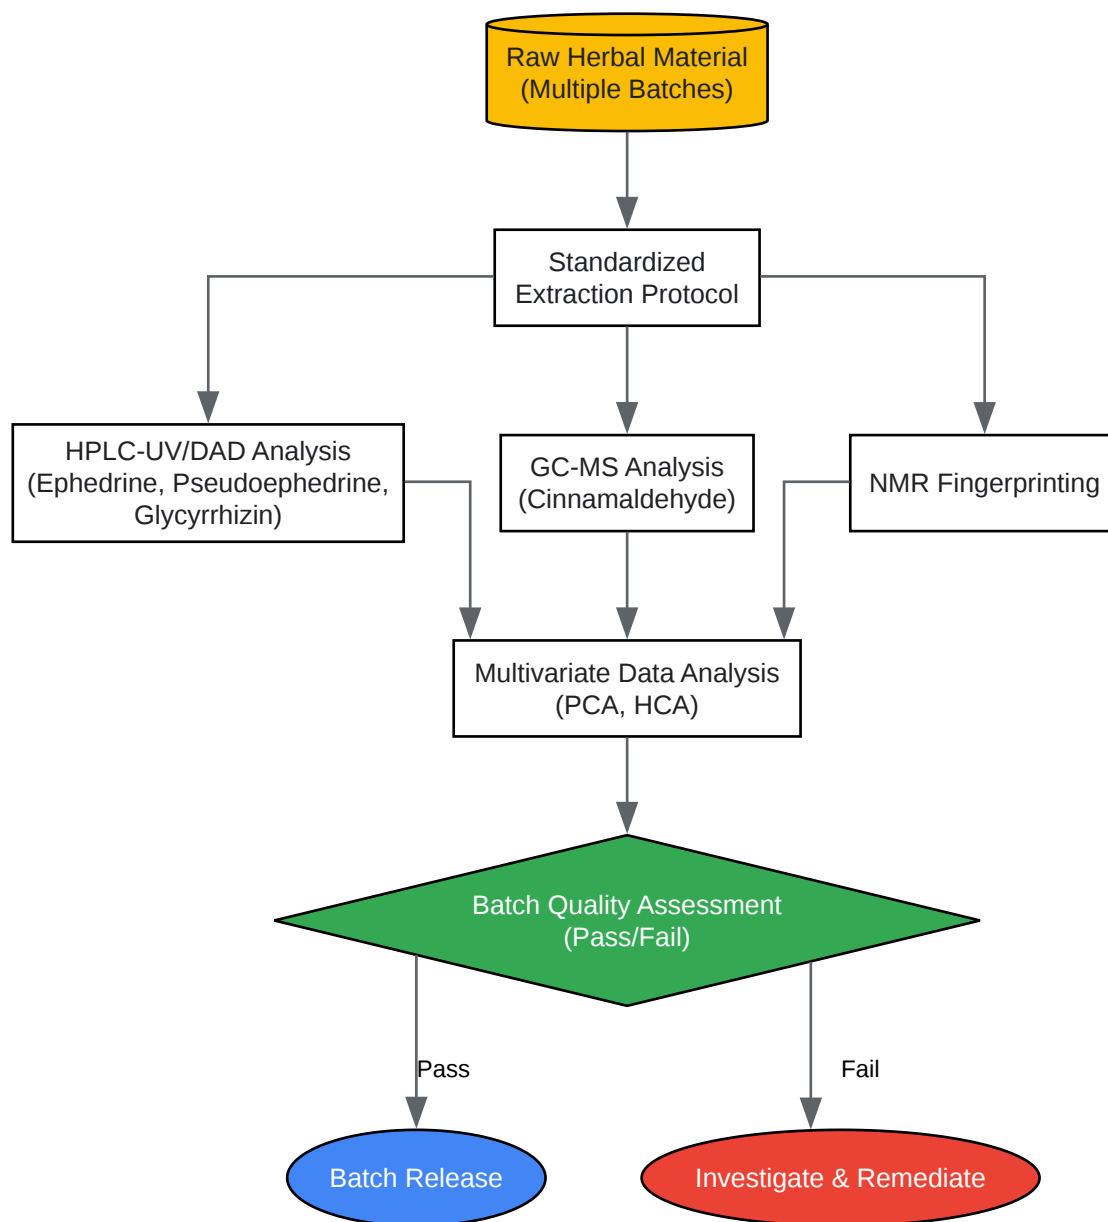 Raw Herbal Material
(Multiple Batches)
Standardized
Extraction Protocol
HPLC-UV/DAD Analysis
(Ephedrine, Pseudoephedrine,
Glycyrrhizin)
GC-MS Analysis
(Cinnamaldehyde)
NMR Fingerprinting
Multivariate Data Analysis
(PCA, HCA)
Batch Quality Assessment
(Pass/Fail)
Pass
Fail
Batch Release
Investigate & Remediate